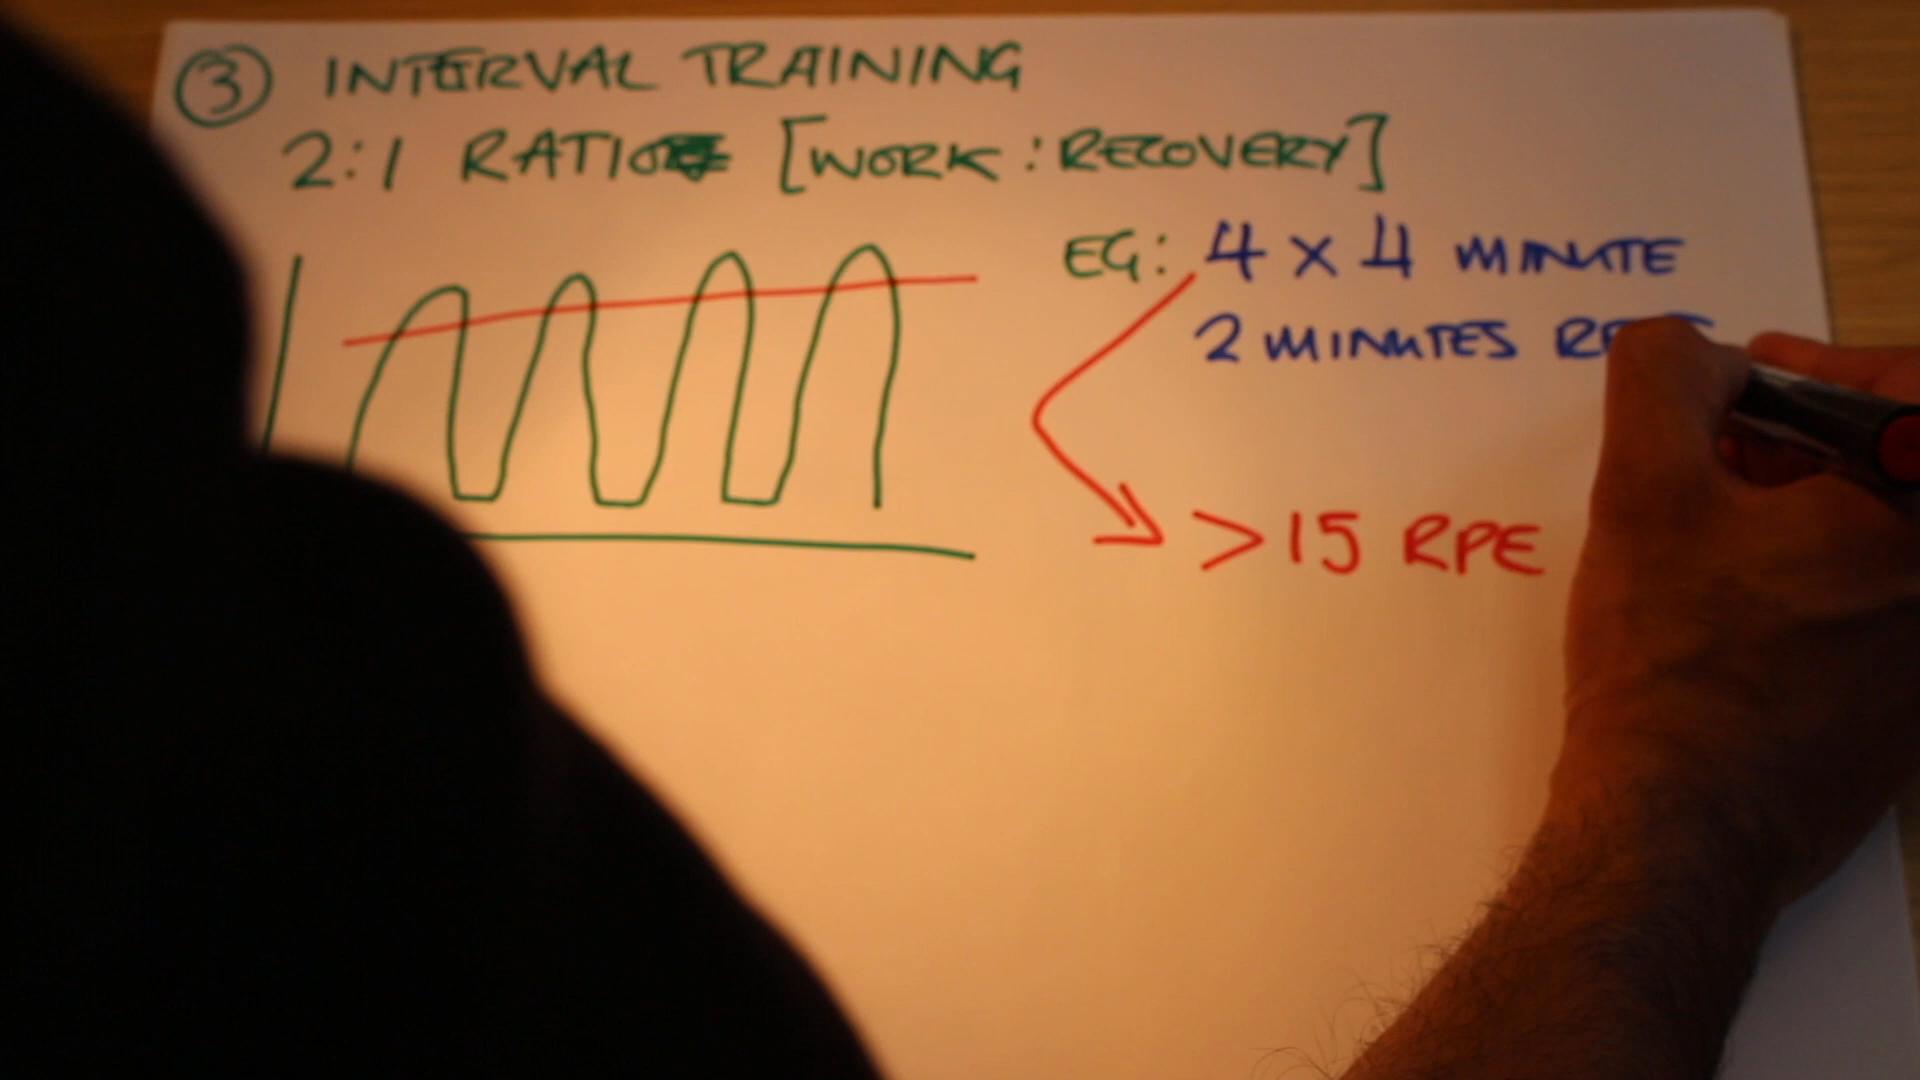 ③ INTERVAL TRAINING
2:1 RATIO [WORK : RECOVERY]
EG: 4 x 4 MINUTE
2 MINUTES
> 15 RPE